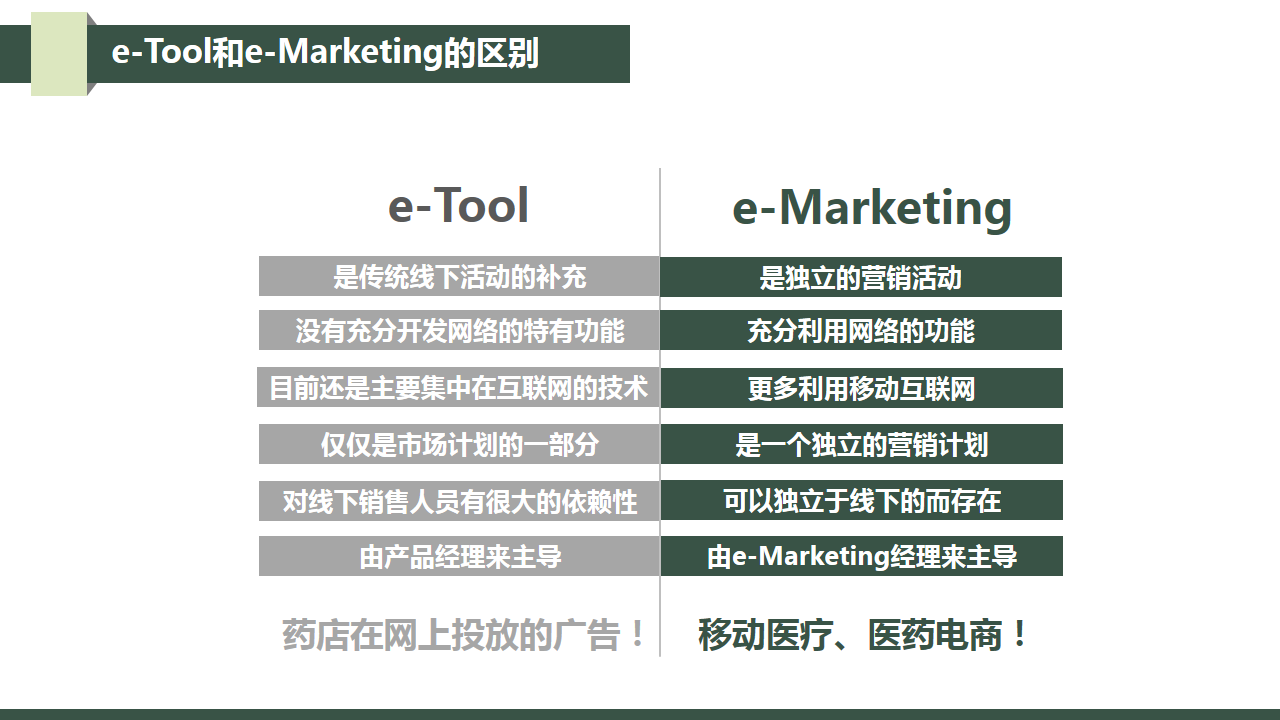 e-Tool和e-Marketing的区别
e-Tool
e-Marketing
是传统线下活动的补充
是独立的营销活动
没有充分开发网络的特有功能
充分利用网络的功能
目前还是主要集中在互联网的技术
更多利用移动互联网
仅仅是市场计划的一部分
是一个独立的营销计划
对线下销售人员有很大的依赖性
可以独立于线下的而存在
由产品经理来主导
由e-Marketing经理来主导
药店在网上投放的广告！
移动医疗、医药电商！